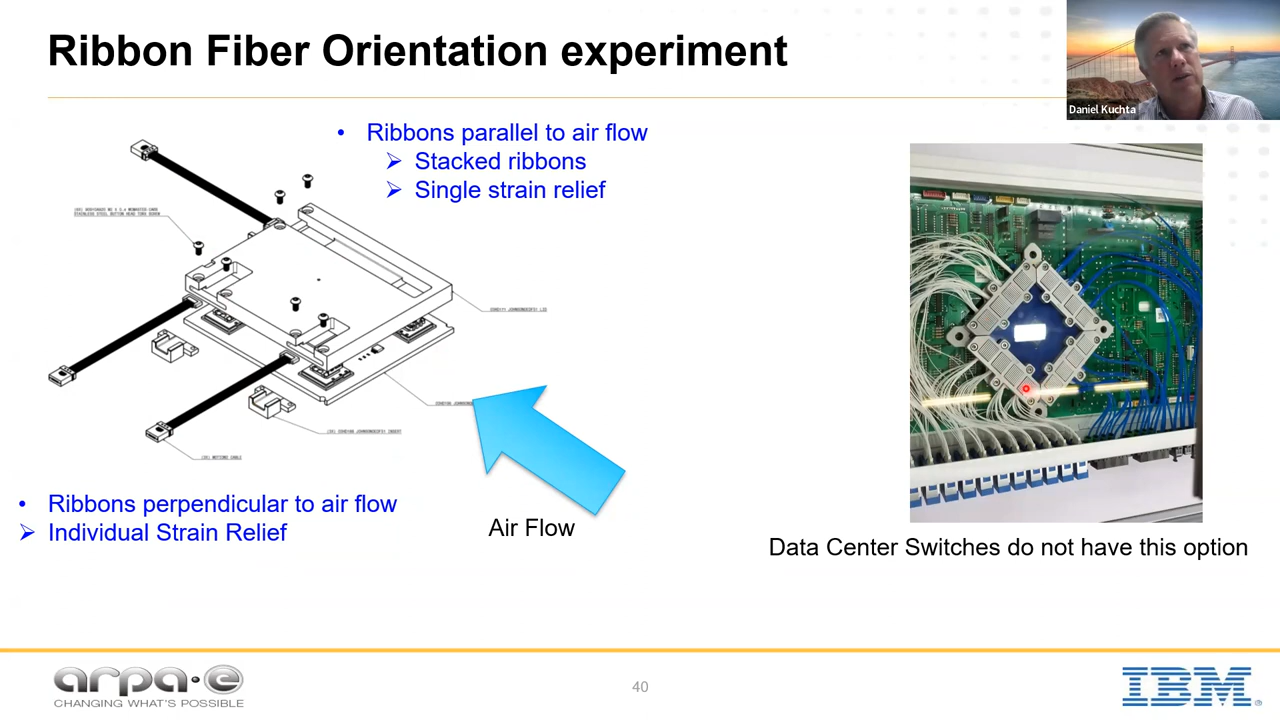 Ribbon Fiber Orientation experiment
Daniel Kuchta
• Ribbons parallel to air flow
➢ Stacked ribbons
➢ Single strain relief
• Ribbons perpendicular to air flow
➢ Individual Strain Relief
Air Flow
Data Center Switches do not have this option
arpa·e
CHANGING WHAT'S POSSIBLE
40
IBM